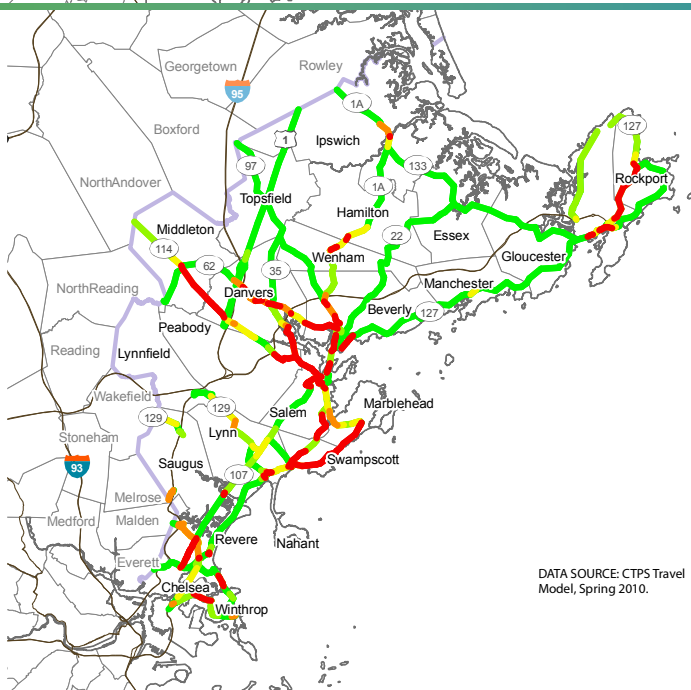 Georgetown
Rowley
95
1A
Boxford
1
Ipswich
127
97
133
NorthAndover
1A
Rockport
Topsfield
Hamilton
Middleton
22
Essex
114
Wenham
Gloucester
62
35
NorthReading
Danvers
Manchester
Beverly
127
Peabody
Reading
Lynnfield
Wakefield
129
Marblehead
129
Salem
Lynn
Stoneham
Swampscott
Saugus
93
107
Melrose
Medford
Malden
Revere
Nahant
Everett
Chelsea
Winthrop
DATA SOURCE: CTPS Travel
Model, Spring 2010.